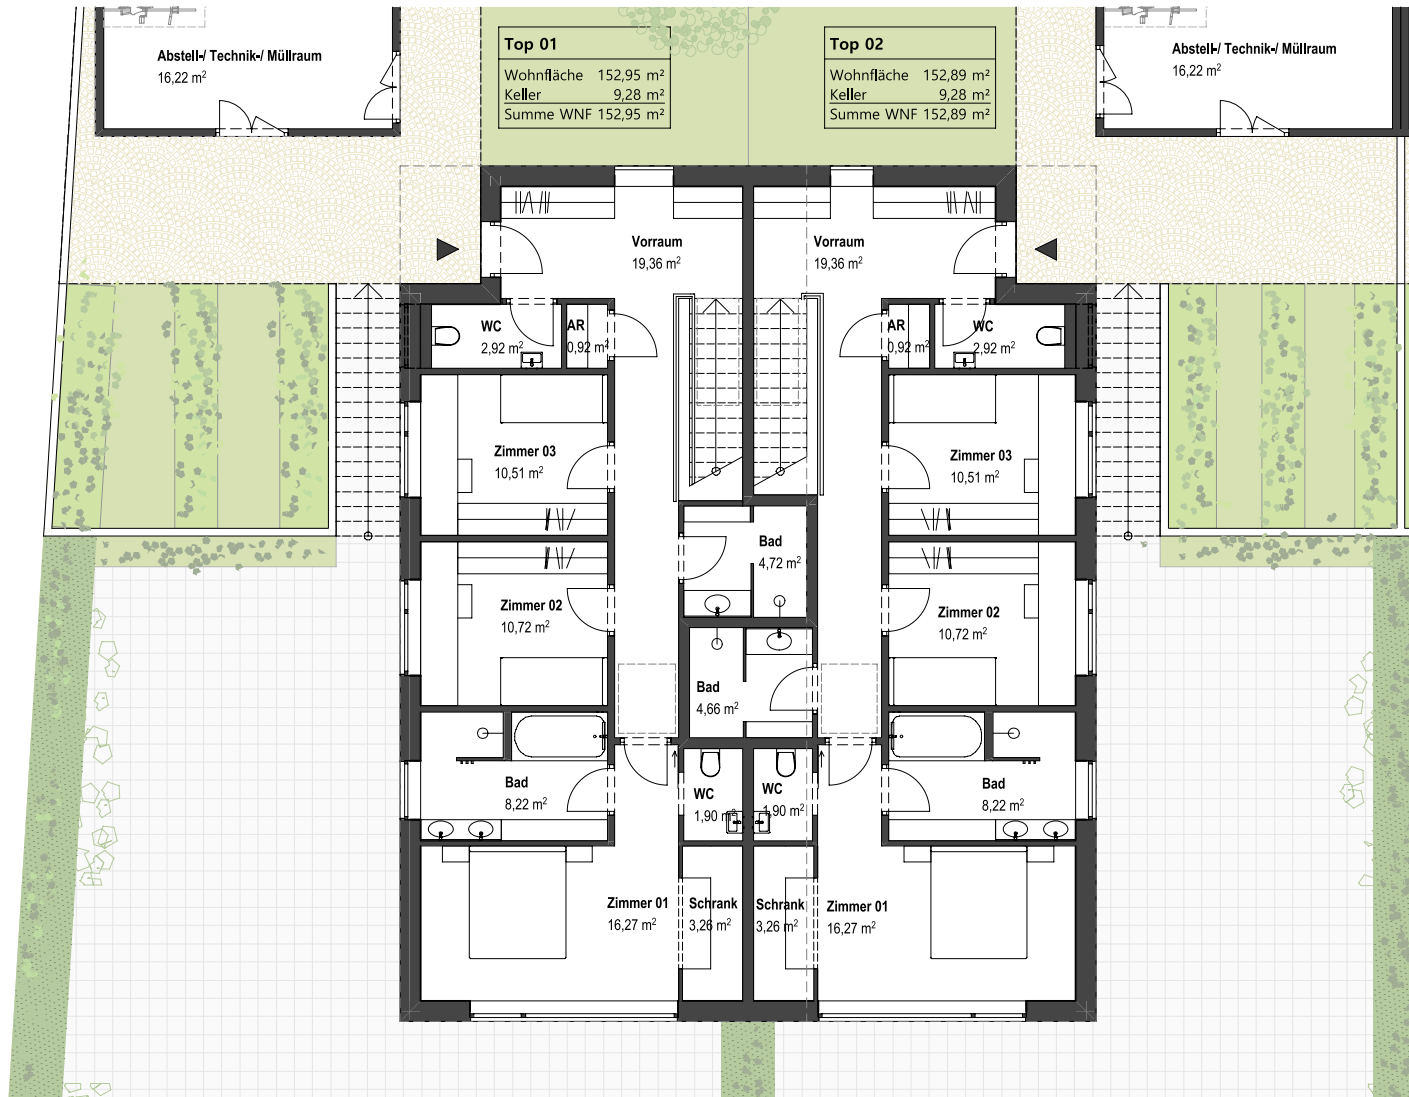 Abstell-/ Technik-/ Müllraum
16,22 m²
Top 01
Wohnfläche 152,95 m²
Keller 9,28 m²
Summe WNF 152,95 m²
Top 02
Wohnfläche 152,89 m²
Keller 9,28 m²
Summe WNF 152,89 m²
Abstell-/ Technik-/ Müllraum
16,22 m²
Vorraum
19,36 m²
Vorraum
19,36 m²
WC
2,92 m²
AR
0,92 m²
AR
0,92 m²
WC
2,92 m²
Zimmer 03
10,51 m²
Zimmer 03
10,51 m²
Bad
4,72 m²
Zimmer 02
10,72 m²
Zimmer 02
10,72 m²
Bad
4,66 m²
Bad
8,22 m²
WC
1,90 m²
WC
1,90 m²
Bad
8,22 m²
Zimmer 01
16,27 m²
Schrank
3,26 m²
Schrank
3,26 m²
Zimmer 01
16,27 m²